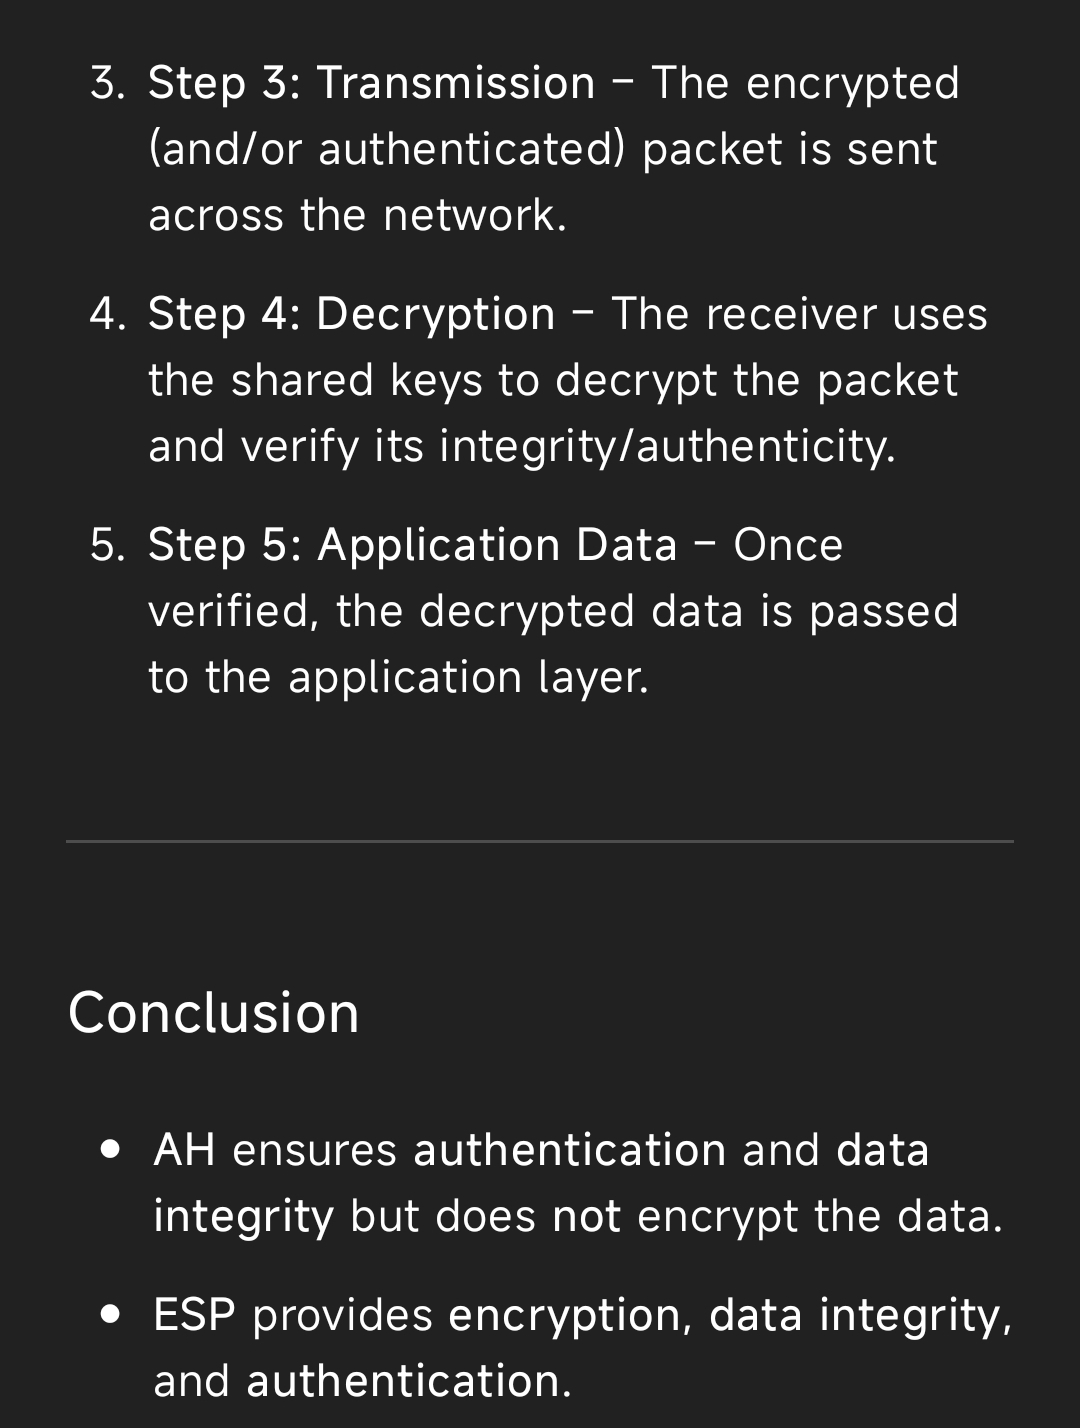 3. Step 3: Transmission – The encrypted
(and/or authenticated) packet is sent
across the network.
4. Step 4: Decryption – The receiver uses
the shared keys to decrypt the packet
and verify its integrity/authenticity.
5. Step 5: Application Data – Once
verified, the decrypted data is passed
to the application layer.
Conclusion
• AH ensures authentication and data
integrity but does not encrypt the data.
• ESP provides encryption, data integrity,
and authentication.